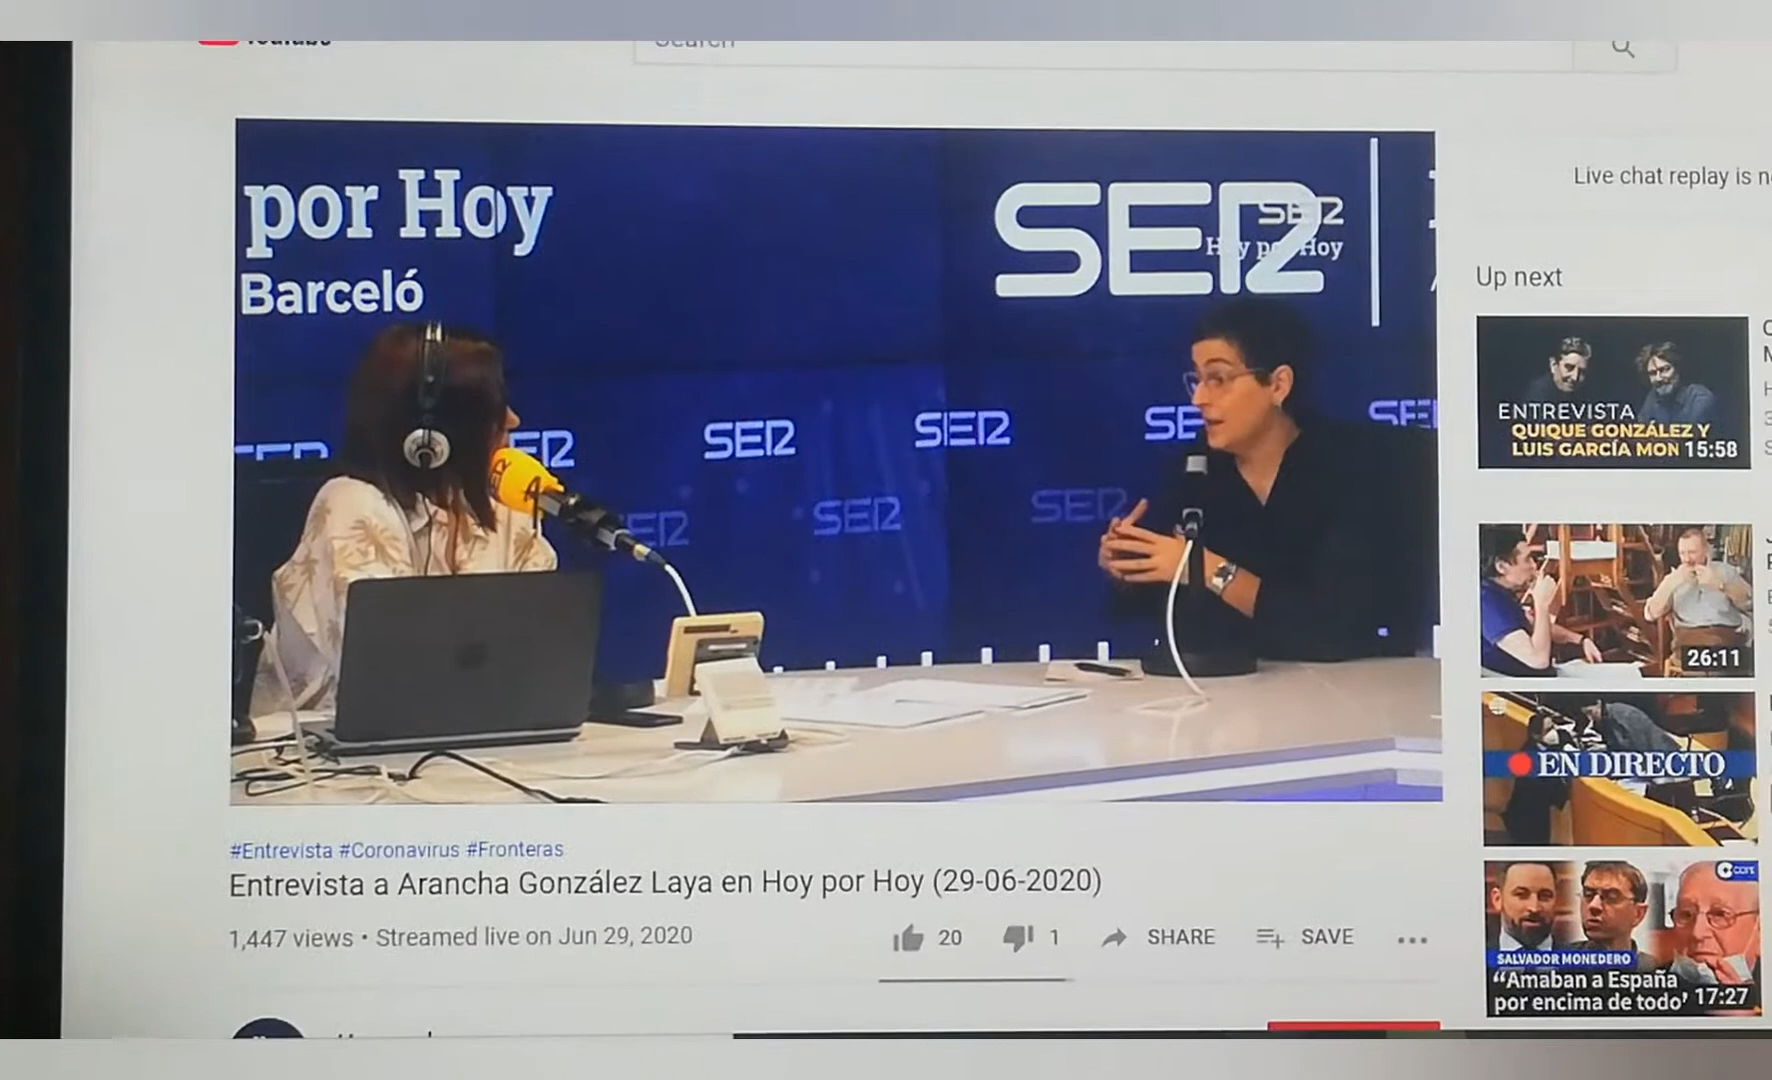 YouTube
Search
por Hoy
Barceló
SER
SER
Hoy por Hoy
SER
SER
SER
SER
SER
SER
Live chat replay is n
Up next
ENTREVISTA
QUIQUE GONZÁLEZ Y
LUIS GARCÍA MON 15:58
26:11
EN DIRECTO
SALVADOR MONEDERO
“Amaban a España
por encima de todo’ 17:27
#Entrevista #Coronavirus #Fronteras
Entrevista a Arancha González Laya en Hoy por Hoy (29-06-2020)
1,447 views • Streamed live on Jun 29, 2020
20
1
SHARE
SAVE